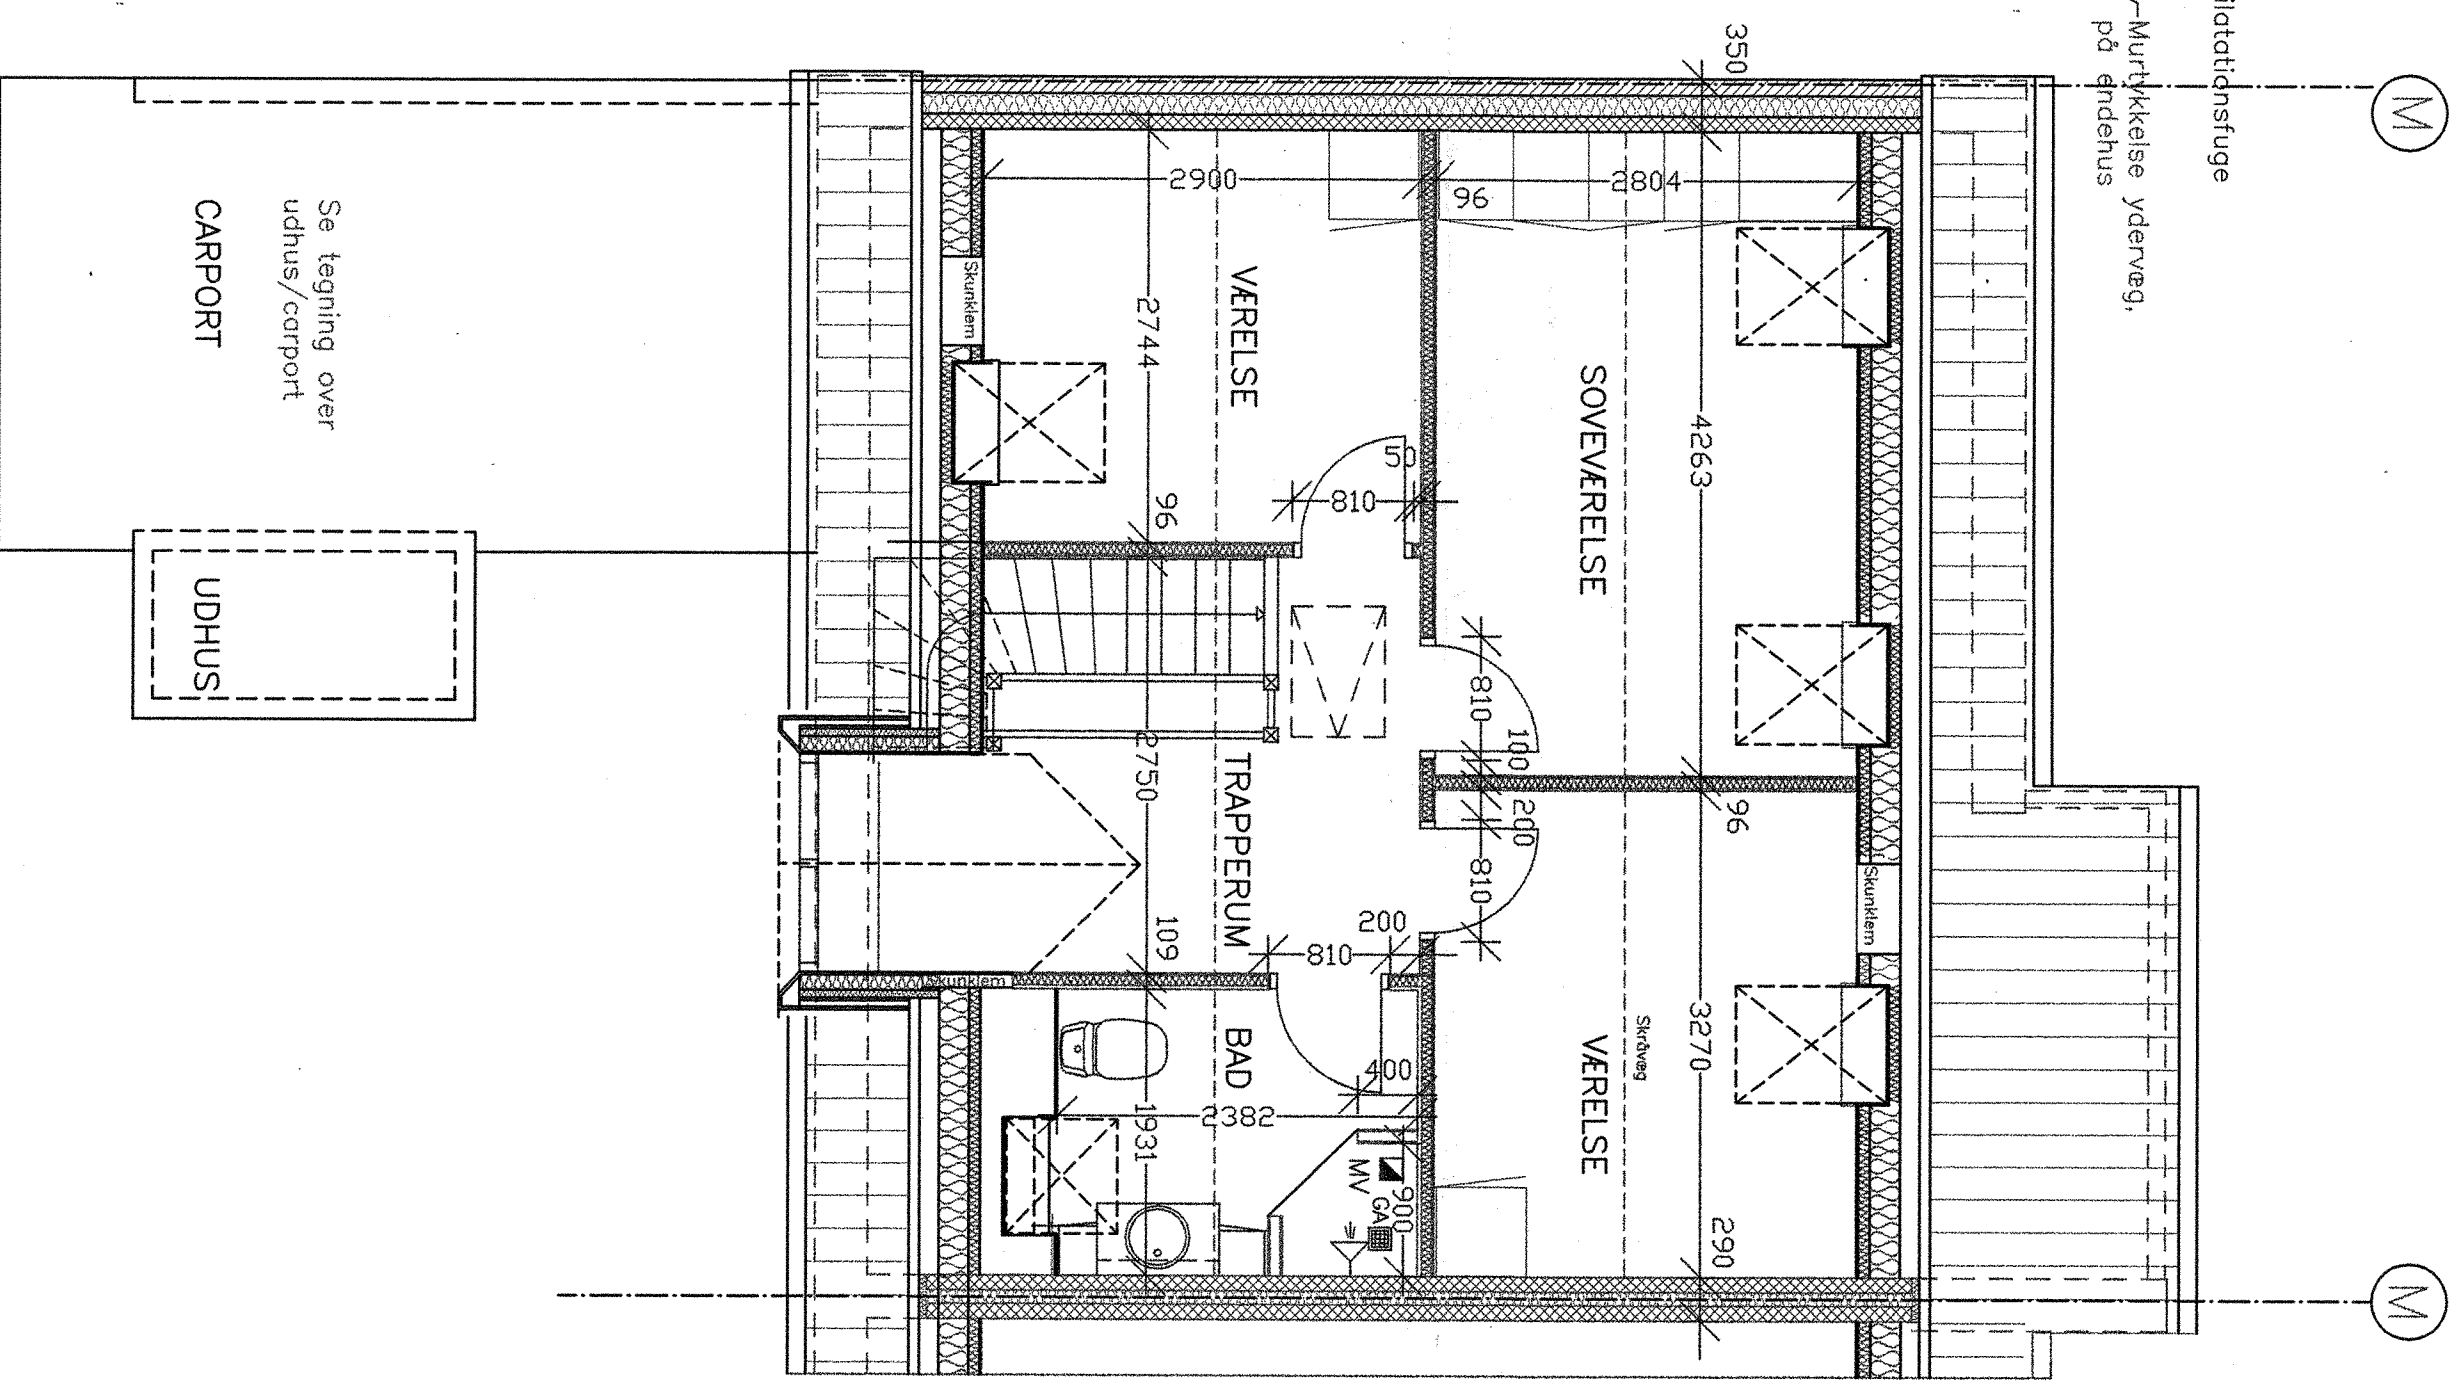 ilatationsfuge
Murtykkelse ydervæg,
på endehus
M
M
350
2900
96
2804
2744
96
4263
VÆRELSE
SOVEVÆRELSE
Skunklem
50
810
810
100
200
810
96
Skunklem
2750
TRAPPERUM
109
200
810
Skråvæg
VÆRELSE
3270
290
BAD
400
2382
1931
MV
GA
900
Se tegning over
udhus/carport
CARPORT
UDHUS